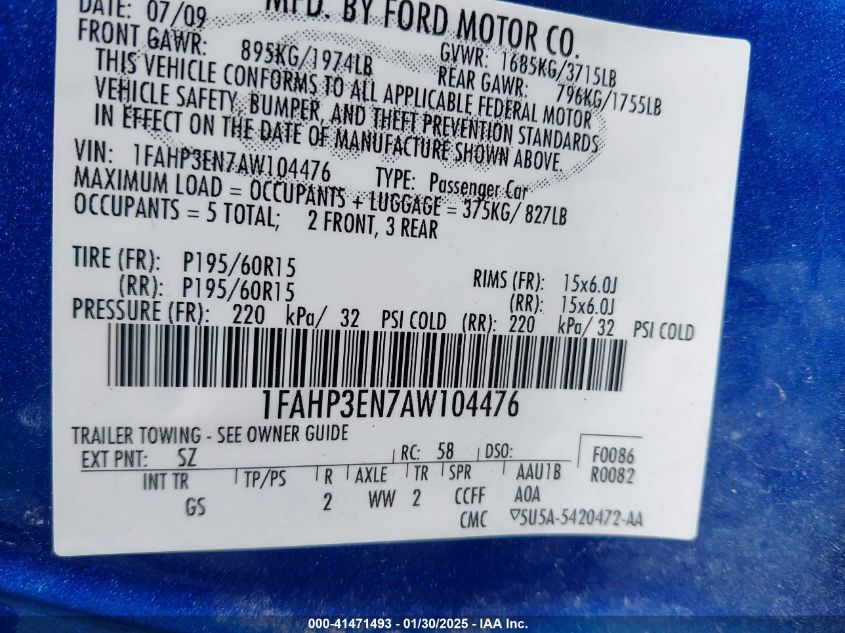 DATE: 07/09
MFD. BY FORD MOTOR CO.
FRONT GAWR: 895KG/1974LB
GVWR: 1685KG/3715LB
REAR GAWR: 796KG/1755LB
THIS VEHICLE CONFORMS TO ALL APPLICABLE FEDERAL MOTOR
VEHICLE SAFETY, BUMPER, AND THEFT PREVENTION STANDARDS
IN EFFECT ON THE DATE OF MANUFACTURE SHOWN ABOVE.
VIN: 1FAHP3EN7AW104476 TYPE: Passenger Car
MAXIMUM LOAD = OCCUPANTS + LUGGAGE = 375KG/ 827LB
OCCUPANTS = 5 TOTAL; 2 FRONT, 3 REAR
TIRE (FR): P195/60R15 RIMS (FR): 15x6.0J
(RR): P195/60R15 (RR): 15x6.0J
PRESSURE (FR): 220 kPa/ 32 PSI COLD (RR): 220 kPa/ 32 PSI COLD
1FAHP3EN7AW104476
TRAILER TOWING - SEE OWNER GUIDE
EXT PNT: SZ RC: 58 DSO: F0086
INT TR TP/PS R AXLE TR SPR AAU1B R0082
GS 2 WW 2 CCFF AOA
CMC ▽5U5A-5420472-AA
000-41471493 - 01/30/2025 - IAA Inc.